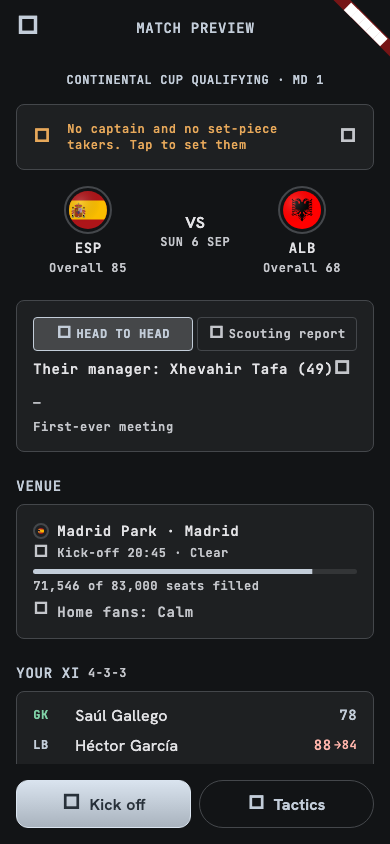 MATCH PREVIEW
CONTINENTAL CUP QUALIFYING · MD 1
No captain and no set-piece
takers. Tap to set them
ESP
Overall 85
VS
SUN 6 SEP
ALB
Overall 68
HEAD TO HEAD
Scouting report
Their manager: Xhevahir Tafa (49)
—
First-ever meeting
VENUE
Madrid Park · Madrid
Kick-off 20:45 · Clear
71,546 of 83,000 seats filled
Home fans: Calm
YOUR XI 4-3-3
GK Saúl Gallego 78
LB Héctor García 88→84
Kick off
Tactics